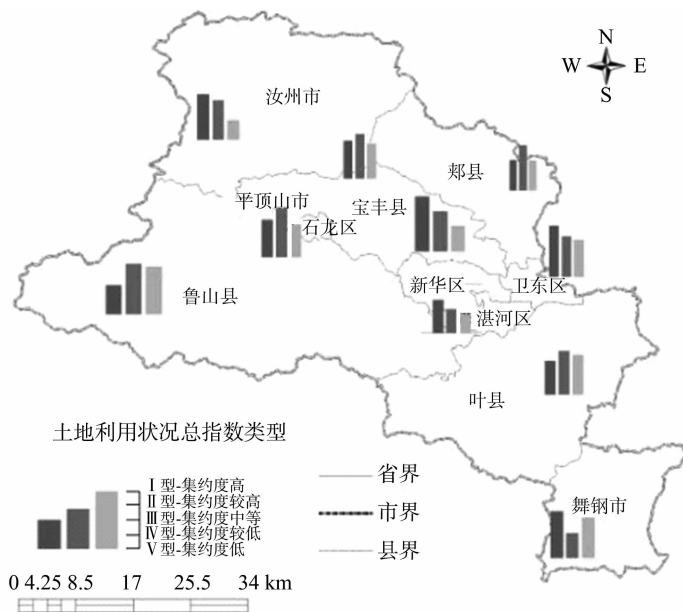 N
W E
S
汝州市
郏县
平顶山市
宝丰县
石龙区
鲁山县
新华区
卫东区
湛河区
叶县
舞钢市
土地利用状况总指数类型
Ⅰ型-集约度高
Ⅱ型-集约度较高
Ⅲ型-集约度中等
Ⅳ型-集约度较低
Ⅴ型-集约度低
省界
市界
县界
0 4.25 8.5 17 25.5 34 km